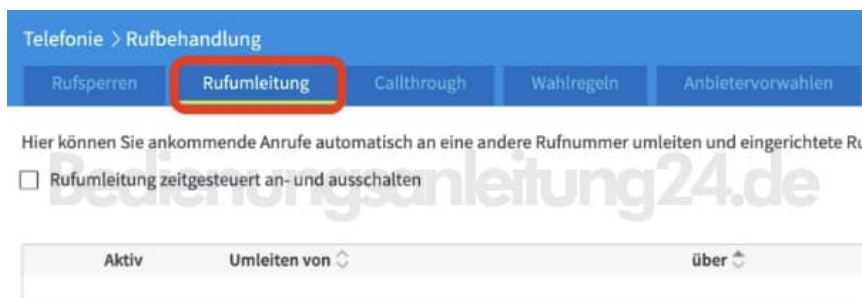 Telefonie > Rufbehandlung
Rufsperren Rufumleitung Callthrough Wahlregeln Anbietervorwahlen
Hier können Sie ankommende Anrufe automatisch an eine andere Rufnummer umleiten und eingerichtete Ru
Rufumleitung zeitgesteuert an- und ausschalten
Bedienungsanleitung24.de
Aktiv Umleiten von über